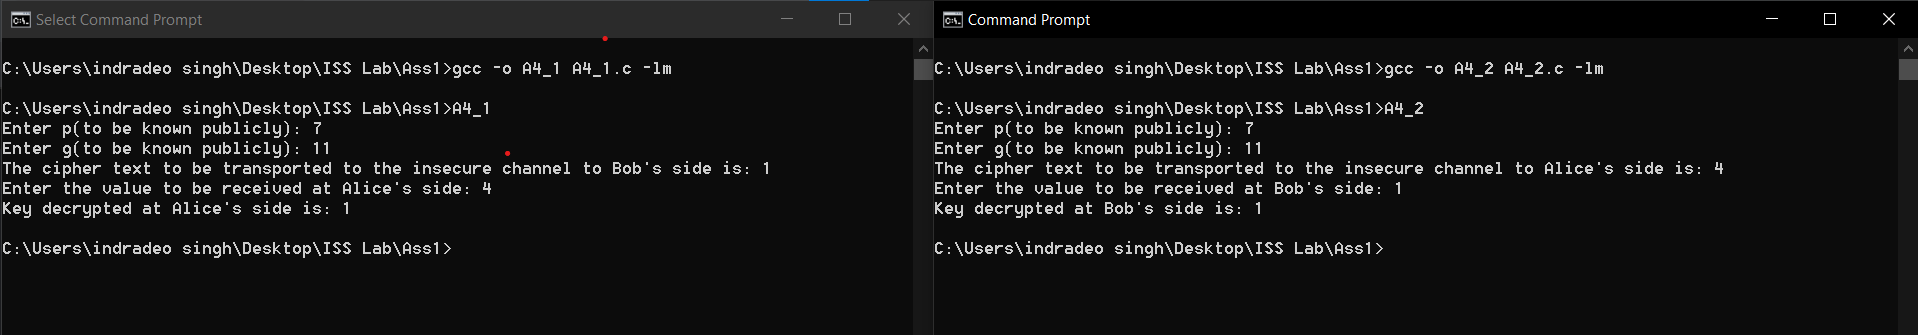 Select Command Prompt
C:\Users\indradeo singh\Desktop\ISS Lab\Ass1>gcc -o A4_1 A4_1.c -lm
C:\Users\indradeo singh\Desktop\ISS Lab\Ass1>A4_1
Enter p(to be known publicly): 7
Enter g(to be known publicly): 11
The cipher text to be transported to the insecure channel to Bob's side is: 1
Enter the value to be received at Alice's side: 4
Key decrypted at Alice's side is: 1
C:\Users\indradeo singh\Desktop\ISS Lab\Ass1>
Command Prompt
C:\Users\indradeo singh\Desktop\ISS Lab\Ass1>gcc -o A4_2 A4_2.c -lm
C:\Users\indradeo singh\Desktop\ISS Lab\Ass1>A4_2
Enter p(to be known publicly): 7
Enter g(to be known publicly): 11
The cipher text to be transported to the insecure channel to Alice's side is: 4
Enter the value to be received at Bob's side: 1
Key decrypted at Bob's side is: 1
C:\Users\indradeo singh\Desktop\ISS Lab\Ass1>